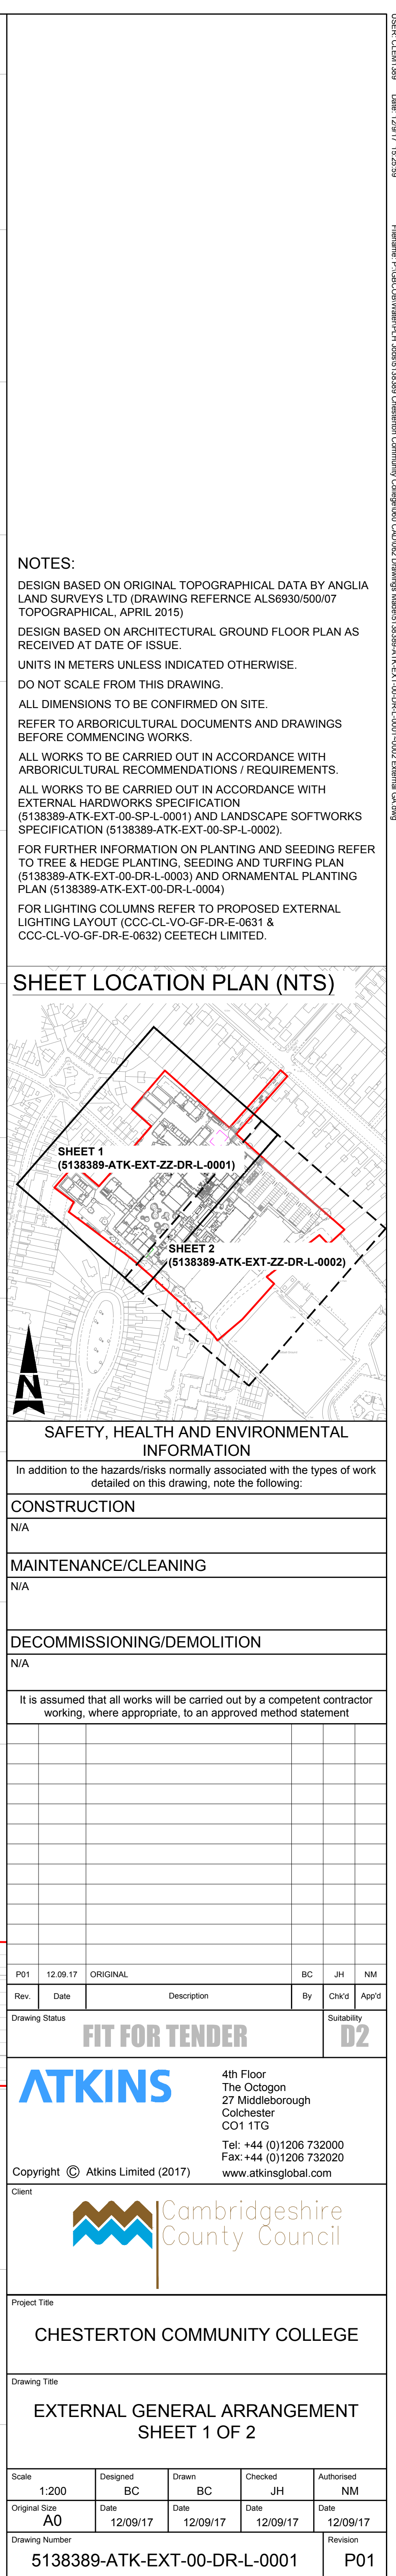 USER: CLEM1389 Date: 12/9/17 15:25:59
NOTES:
DESIGN BASED ON ORIGINAL TOPOGRAPHICAL DATA BY ANGLIA
LAND SURVEYS LTD (DRAWING REFERNCE ALS6930/500/07
TOPOGRAPHICAL, APRIL 2015)
DESIGN BASED ON ARCHITECTURAL GROUND FLOOR PLAN AS
RECEIVED AT DATE OF ISSUE.
UNITS IN METERS UNLESS INDICATED OTHERWISE.
DO NOT SCALE FROM THIS DRAWING.
ALL DIMENSIONS TO BE CONFIRMED ON SITE.
REFER TO ARBORICULTURAL DOCUMENTS AND DRAWINGS
BEFORE COMMENCING WORKS.
ALL WORKS TO BE CARRIED OUT IN ACCORDANCE WITH
ARBORICULTURAL RECOMMENDATIONS / REQUIREMENTS.
ALL WORKS TO BE CARRIED OUT IN ACCORDANCE WITH
EXTERNAL HARDWORKS SPECIFICATION
(5138389-ATK-EXT-00-SP-L-0001) AND LANDSCAPE SOFTWORKS
SPECIFICATION (5138389-ATK-EXT-00-SP-L-0002).
FOR FURTHER INFORMATION ON PLANTING AND SEEDING REFER
TO TREE & HEDGE PLANTING, SEEDING AND TURFING PLAN
(5138389-ATK-EXT-00-DR-L-0003) AND ORNAMENTAL PLANTING
PLAN (5138389-ATK-EXT-00-DR-L-0004)
FOR LIGHTING COLUMNS REFER TO PROPOSED EXTERNAL
LIGHTING LAYOUT (CCC-CL-VO-GF-DR-E-0631 &
CCC-CL-VO-GF-DR-E-0632) CEETECH LIMITED.
SHEET LOCATION PLAN (NTS)
SHEET 1
(5138389-ATK-EXT-ZZ-DR-L-0001)
SHEET 2
(5138389-ATK-EXT-ZZ-DR-L-0002)
N
SAFETY, HEALTH AND ENVIRONMENTAL
INFORMATION
In addition to the hazards/risks normally associated with the types of work
detailed on this drawing, note the following:
CONSTRUCTION
N/A
MAINTENANCE/CLEANING
N/A
DECOMMISSIONING/DEMOLITION
N/A
It is assumed that all works will be carried out by a competent contractor
working, where appropriate, to an approved method statement
P01 12.09.17 ORIGINAL BC JH NM
Rev. Date Description By Chk'd App'd
Drawing Status Suitability
FIT FOR TENDER D2
ATKINS
4th Floor
The Octogon
27 Middleborough
Colchester
CO1 1TG
Tel: +44 (0)1206 732000
Fax:+44 (0)1206 732020
Copyright © Atkins Limited (2017) www.atkinsglobal.com
Client
Cambridgeshire
County Council
Project Title
CHESTERTON COMMUNITY COLLEGE
Drawing Title
EXTERNAL GENERAL ARRANGEMENT
SHEET 1 OF 2
Scale Designed Drawn Checked Authorised
1:200 BC BC JH NM
Original Size Date Date Date Date
A0 12/09/17 12/09/17 12/09/17 12/09/17
Drawing Number Revision
5138389-ATK-EXT-00-DR-L-0001 P01